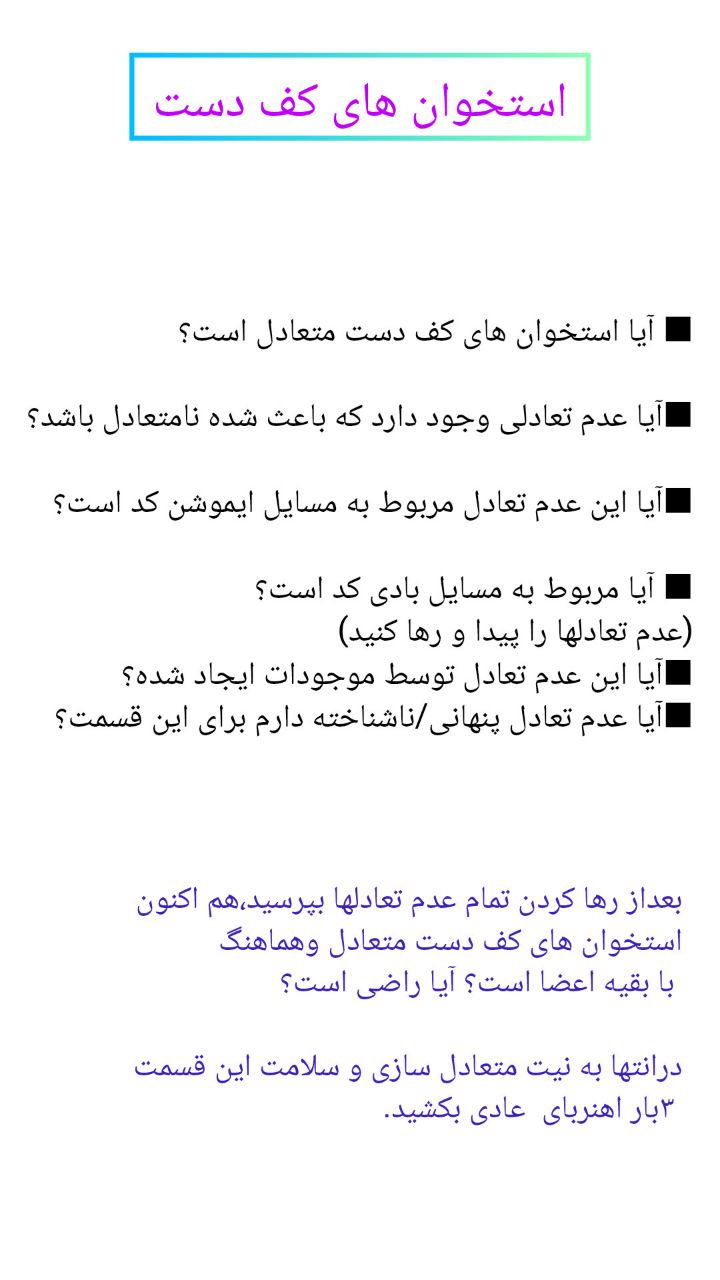 استخوان های کف دست
■ آیا استخوان های کف دست متعادل است؟
■آیا عدم تعادلی وجود دارد که باعث شده نامتعادل باشد؟
■آیا این عدم تعادل مربوط به مسایل ایموشن کد است؟
■ آیا مربوط به مسایل بادی کد است؟
(عدم تعادلها را پیدا و رها کنید)
■آیا این عدم تعادل توسط موجودات ایجاد شده؟
■آیا عدم تعادل پنهانی/ناشناخته دارم برای این قسمت؟
بعداز رها کردن تمام عدم تعادلها بپرسید،هم اکنون
استخوان های کف دست متعادل وهماهنگ
با بقیه اعضا است؟ آیا راضی است؟
درانتها به نیت متعادل سازی و سلامت این قسمت
۳بار اهنربای عادی بکشید.